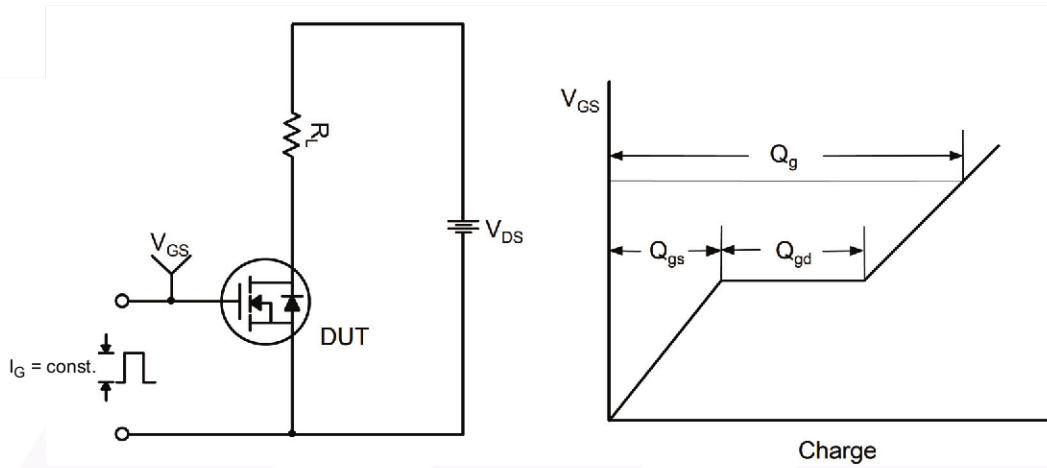 R_L
V_DS
V_GS
DUT
I_G = const.
V_GS
Q_g
Q_gs
Q_gd
Charge